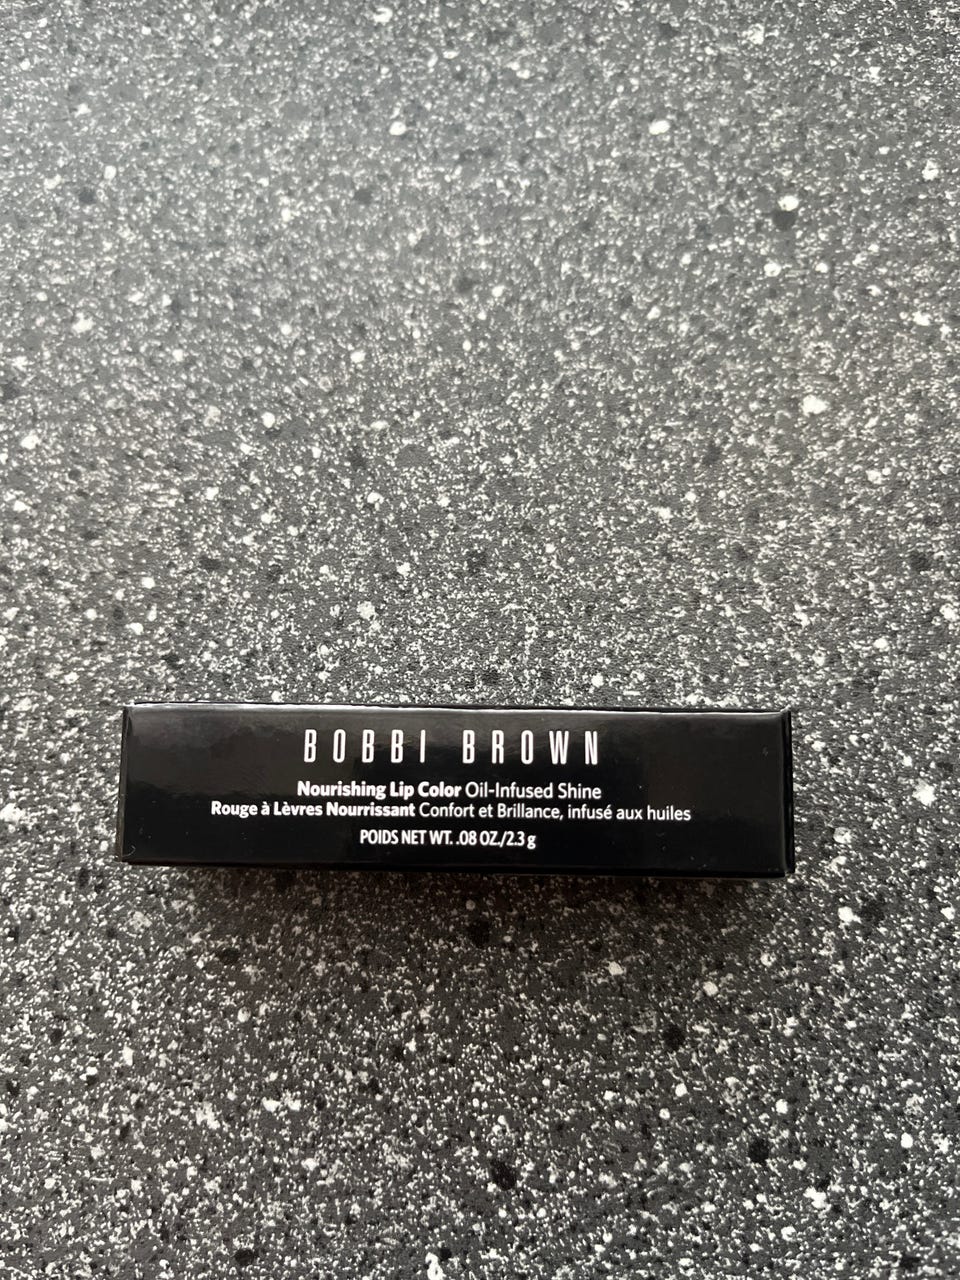 BOBBI BROWN
Nourishing Lip Color Oil-Infused Shine
Rouge à Lèvres Nourrissant Confort et Brillance, infusé aux huiles
POIDS NET WT. .08 OZ./2.3 g